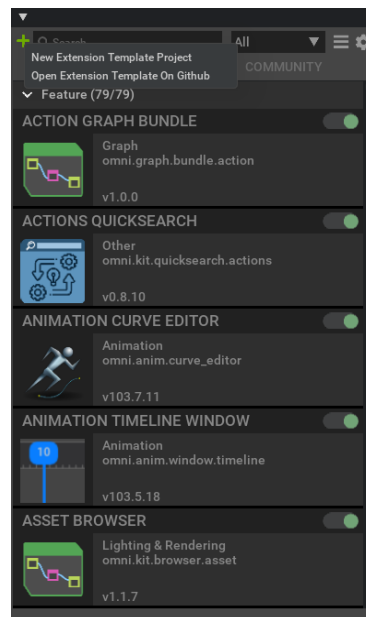 Search
All
New Extension Template Project
Open Extension Template On Github
COMMUNITY
Feature (79/79)
ACTION GRAPH BUNDLE
Graph
omni.graph.bundle.action
v1.0.0
ACTIONS QUICKSEARCH
Other
omni.kit.quicksearch.actions
v0.8.10
ANIMATION CURVE EDITOR
Animation
omni.anim.curve_editor
v103.7.11
ANIMATION TIMELINE WINDOW
10
Animation
omni.anim.window.timeline
v103.5.18
ASSET BROWSER
Lighting & Rendering
omni.kit.browser.asset
v1.1.7